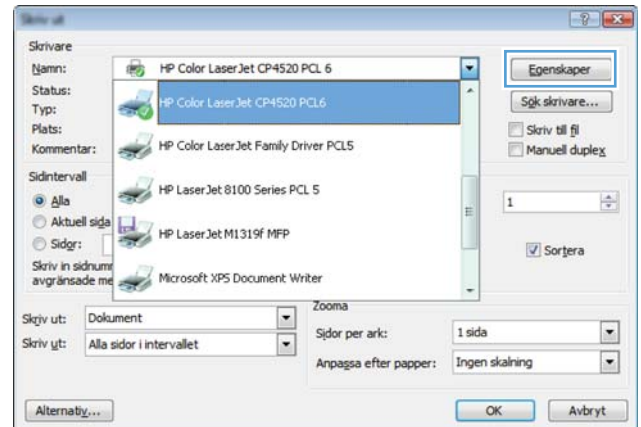 Skriv ut
Skrivare
Namn: HP Color LaserJet CP4520 PCL 6 Egenskaper
Status: HP Color LaserJet CP4520 PCL6 Sök skrivare...
Typ:
Plats: HP Color LaserJet Family Driver PCL5 Skriv till fil
Kommentar: Manuell duplex
Sidintervall HP LaserJet 8100 Series PCL 5
Alla 1
Aktuell sida HP LaserJet M1319f MFP
Sidor: Sortera
Skriv in sidnumr
avgränsade me Microsoft XPS Document Writer
Zooma
Skriv ut: Dokument Sidor per ark: 1 sida
Skriv ut: Alla sidor i intervallet Anpassa efter papper: Ingen skalning
Alternativ... OK Avbryt